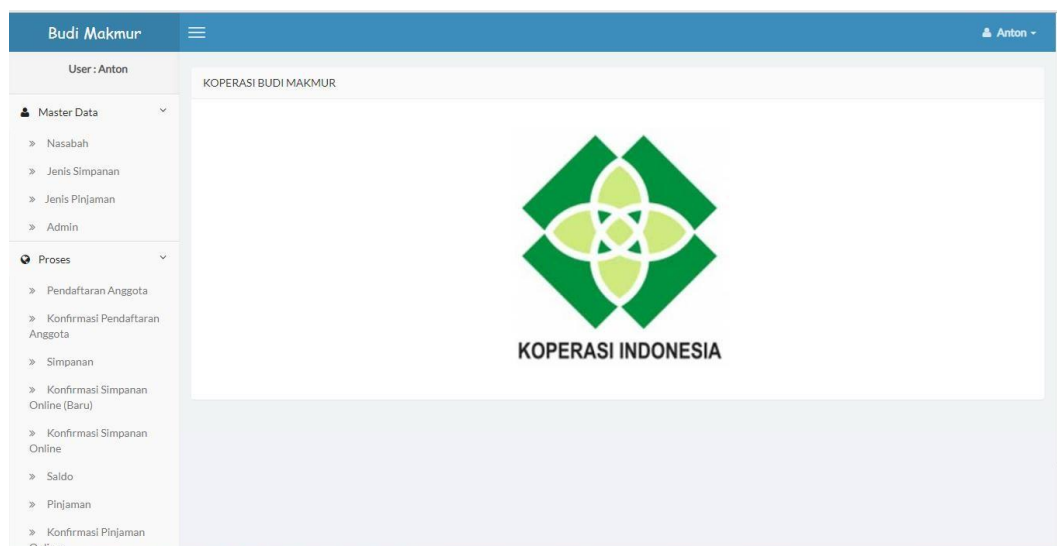 Budi Makmur
Anton
User : Anton
KOPERASI BUDI MAKMUR
Master Data
Nasabah
Jenis Simpanan
Jenis Pinjaman
Admin
Proses
Pendaftaran Anggota
Konfirmasi Pendaftaran
Anggota
Simpanan
Konfirmasi Simpanan
Online (Baru)
Konfirmasi Simpanan
Online
Saldo
Pinjaman
Konfirmasi Pinjaman
KOPERASI INDONESIA